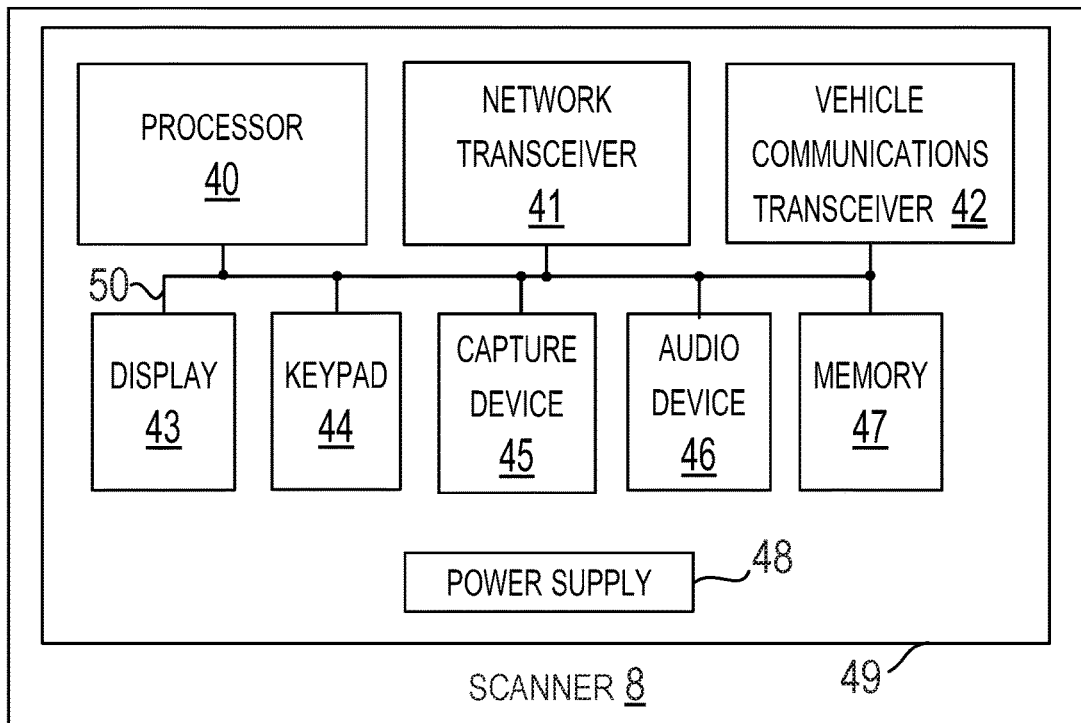 PROCESSOR
40
NETWORK
TRANSCEIVER
41
VEHICLE
COMMUNICATIONS
TRANSCEIVER 42
50
DISPLAY
43
KEYPAD
44
CAPTURE
DEVICE
45
AUDIO
DEVICE
46
MEMORY
47
POWER SUPPLY
48
SCANNER 8
49